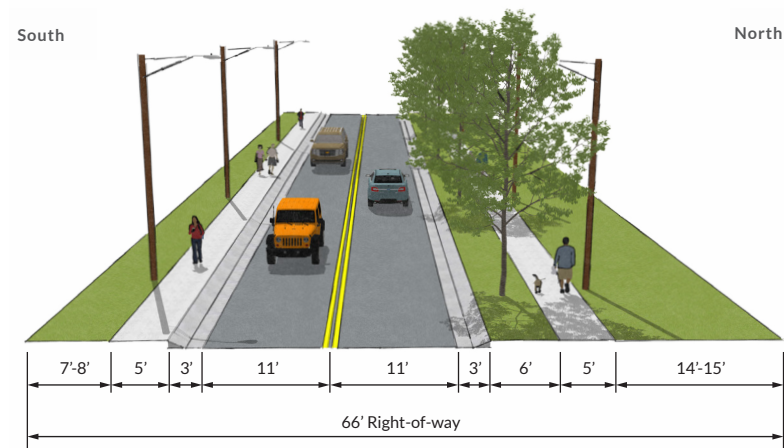 South
North
7’-8’ 5’ 3’ 11’ 11’ 3’ 6’ 5’ 14’-15’
66’ Right-of-way